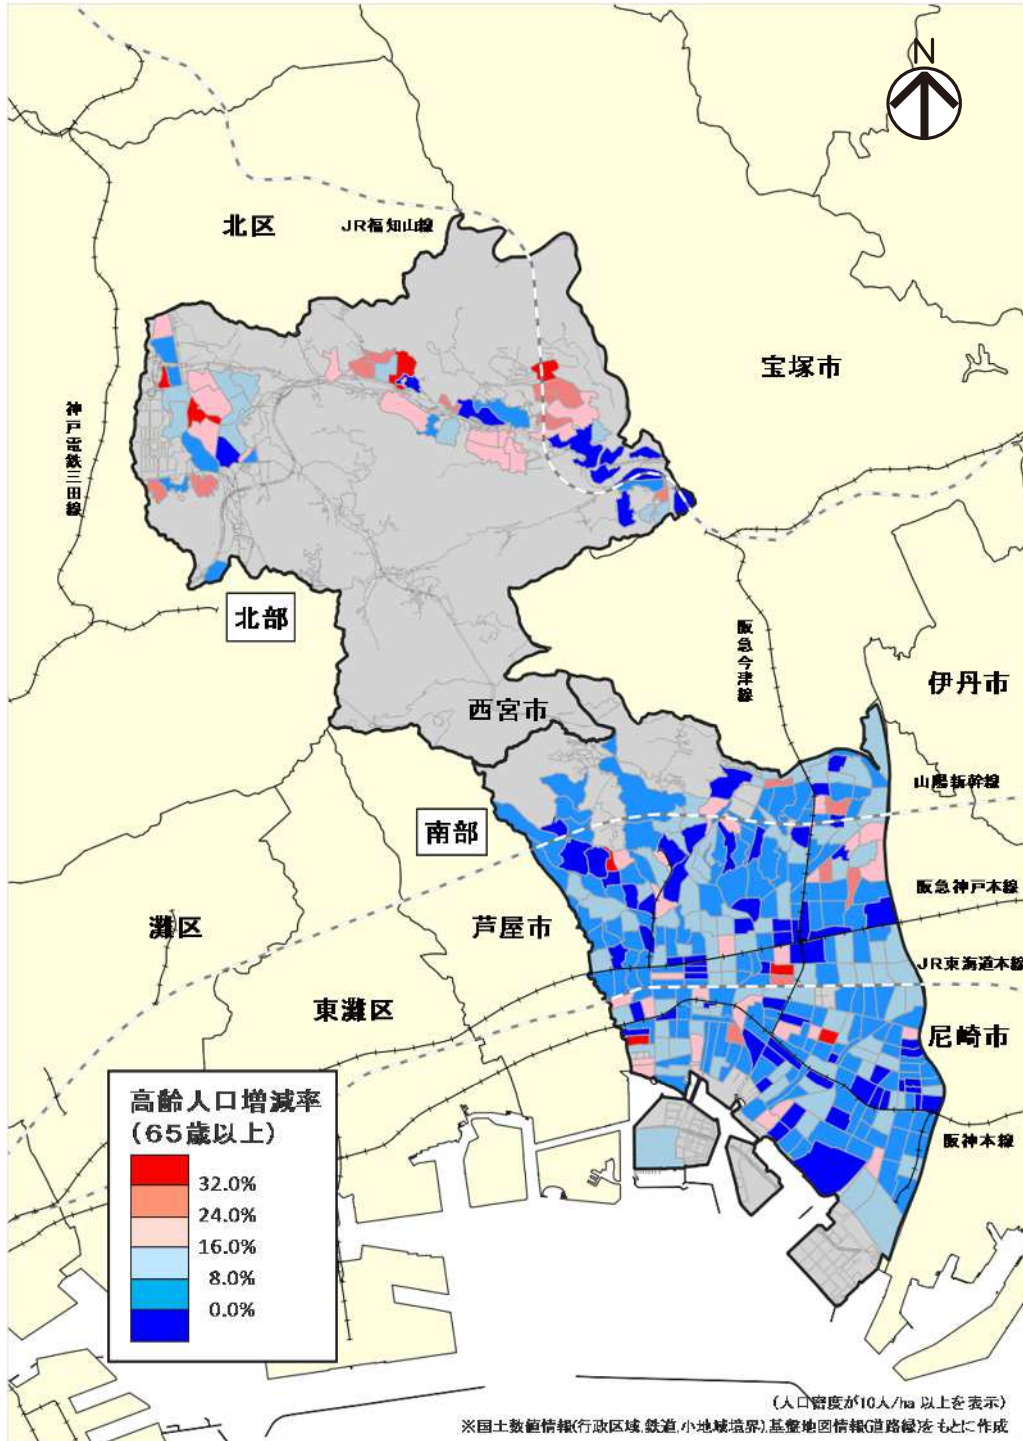 N
北区
JR福知山線
宝塚市
神戸電鉄三田線
北部
阪急今津線
伊丹市
西宮市
山陽新幹線
南部
阪急神戸本線
灘区
芦屋市
JR東海道本線
東灘区
尼崎市
高齢人口増減率
(65歳以上)
32.0%
24.0%
16.0%
8.0%
0.0%
阪神本線
(人口密度が10人/ha 以上を表示)
※国土数値情報(行政区域,鉄道,小地域境界),基盤地図情報(道路縁)をもとに作成